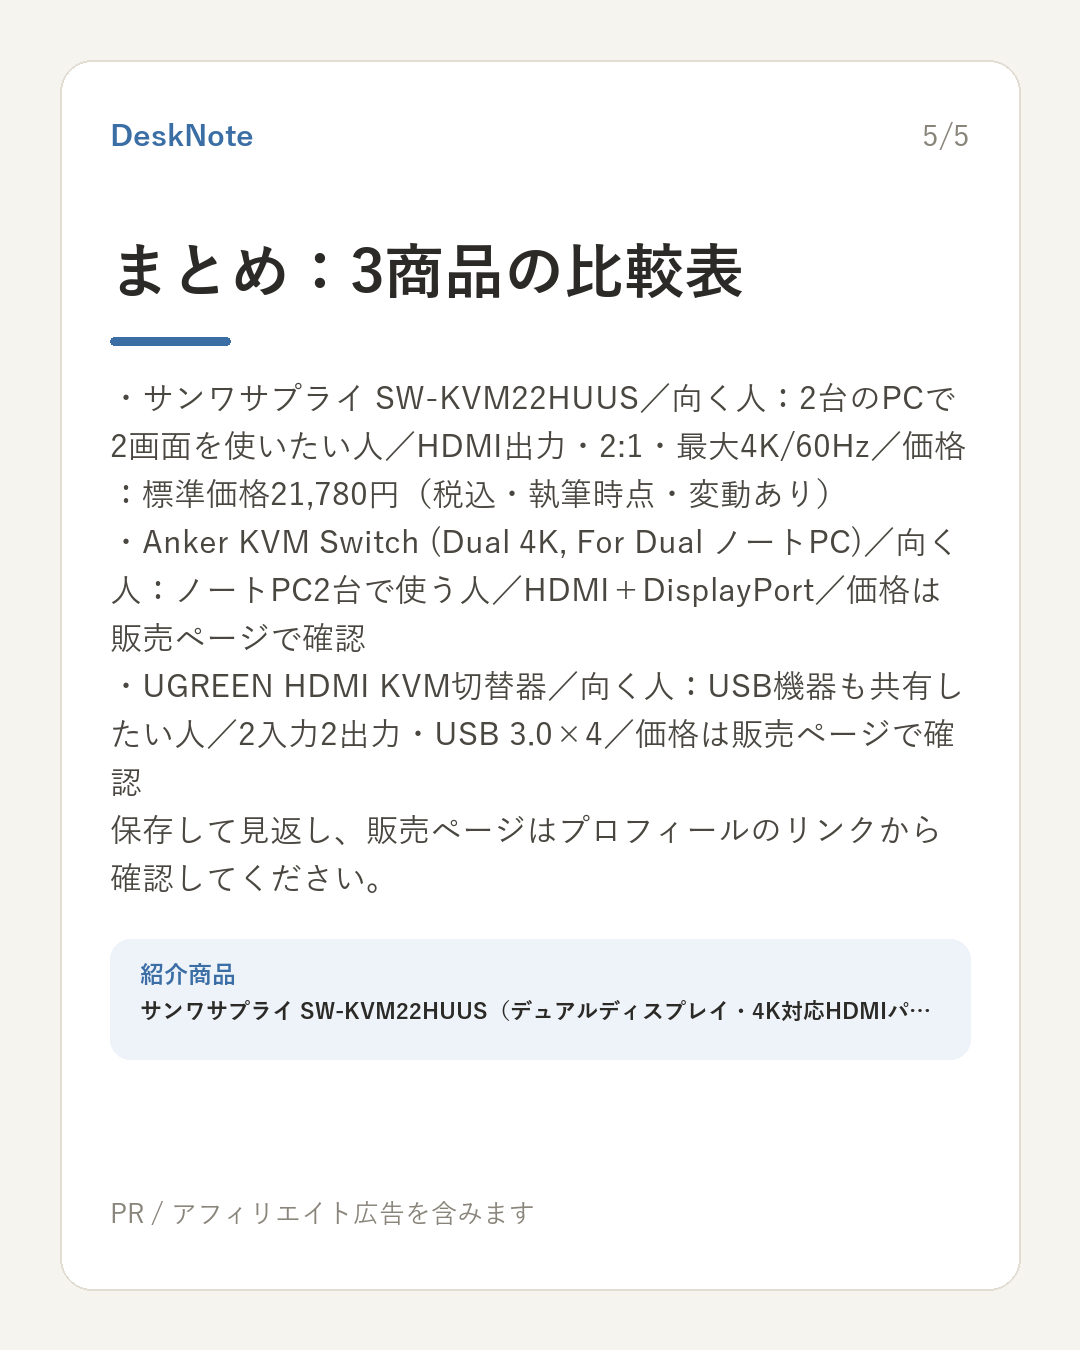 DeskNote
5/5
まとめ：3商品の比較表
・サンワサプライ SW-KVM22HUUS／向く人：2台のPCで
2画面を使いたい人／HDMI出力・2:1・最大4K/60Hz／価格
：標準価格21,780円（税込・執筆時点・変動あり）
・Anker KVM Switch (Dual 4K, For Dual ノートPC)／向く
人：ノートPC2台で使う人／HDMI＋DisplayPort／価格は
販売ページで確認
・UGREEN HDMI KVM切替器／向く人：USB機器も共有し
たい人／2入力2出力・USB 3.0×4／価格は販売ページで確
認
保存して見返し、販売ページはプロフィールのリンクから
確認してください。
紹介商品
サンワサプライ SW-KVM22HUUS（デュアルディスプレイ・4K対応HDMIパ…
PR / アフィリエイト広告を含みます